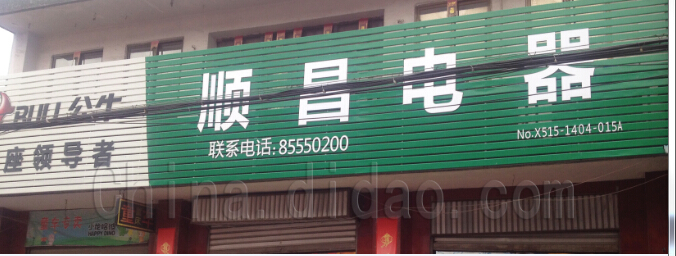 BULL公牛
座领导者
顺昌电器
联系电话:85550200
No.X515-1404-015A
china.didao.com